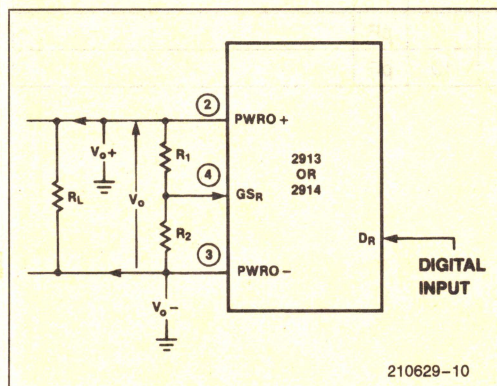 ②
PWRO+
Vo+
R1
④
2913
OR
2914
RL
Vo
GSR
R2
DR
③
PWRO−
DIGITAL
INPUT
Vo−
210629-10